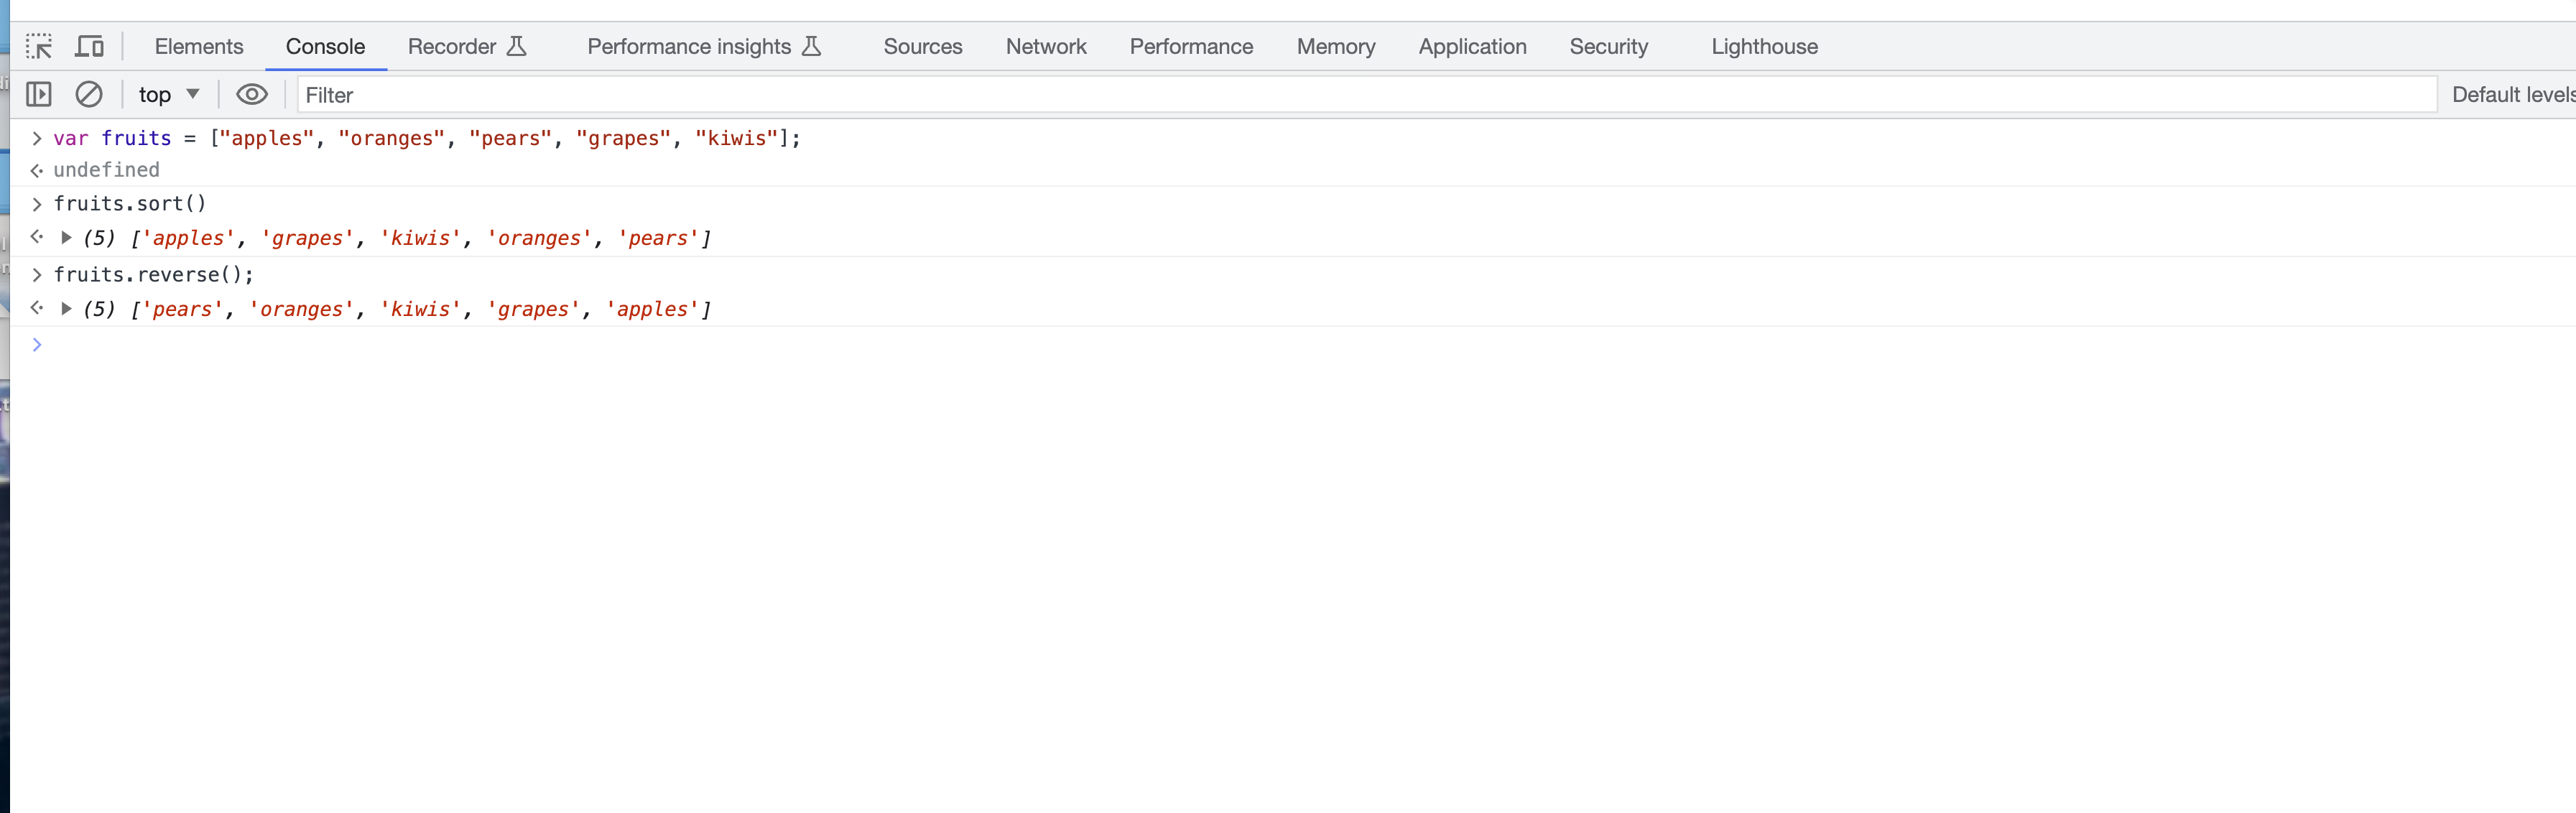 Elements Console Recorder Performance insights Sources Network Performance Memory Application Security Lighthouse
top Filter Default levels
> var fruits = ["apples", "oranges", "pears", "grapes", "kiwis"];
undefined
> fruits.sort()
(5) ['apples', 'grapes', 'kiwis', 'oranges', 'pears']
> fruits.reverse();
(5) ['pears', 'oranges', 'kiwis', 'grapes', 'apples']
>